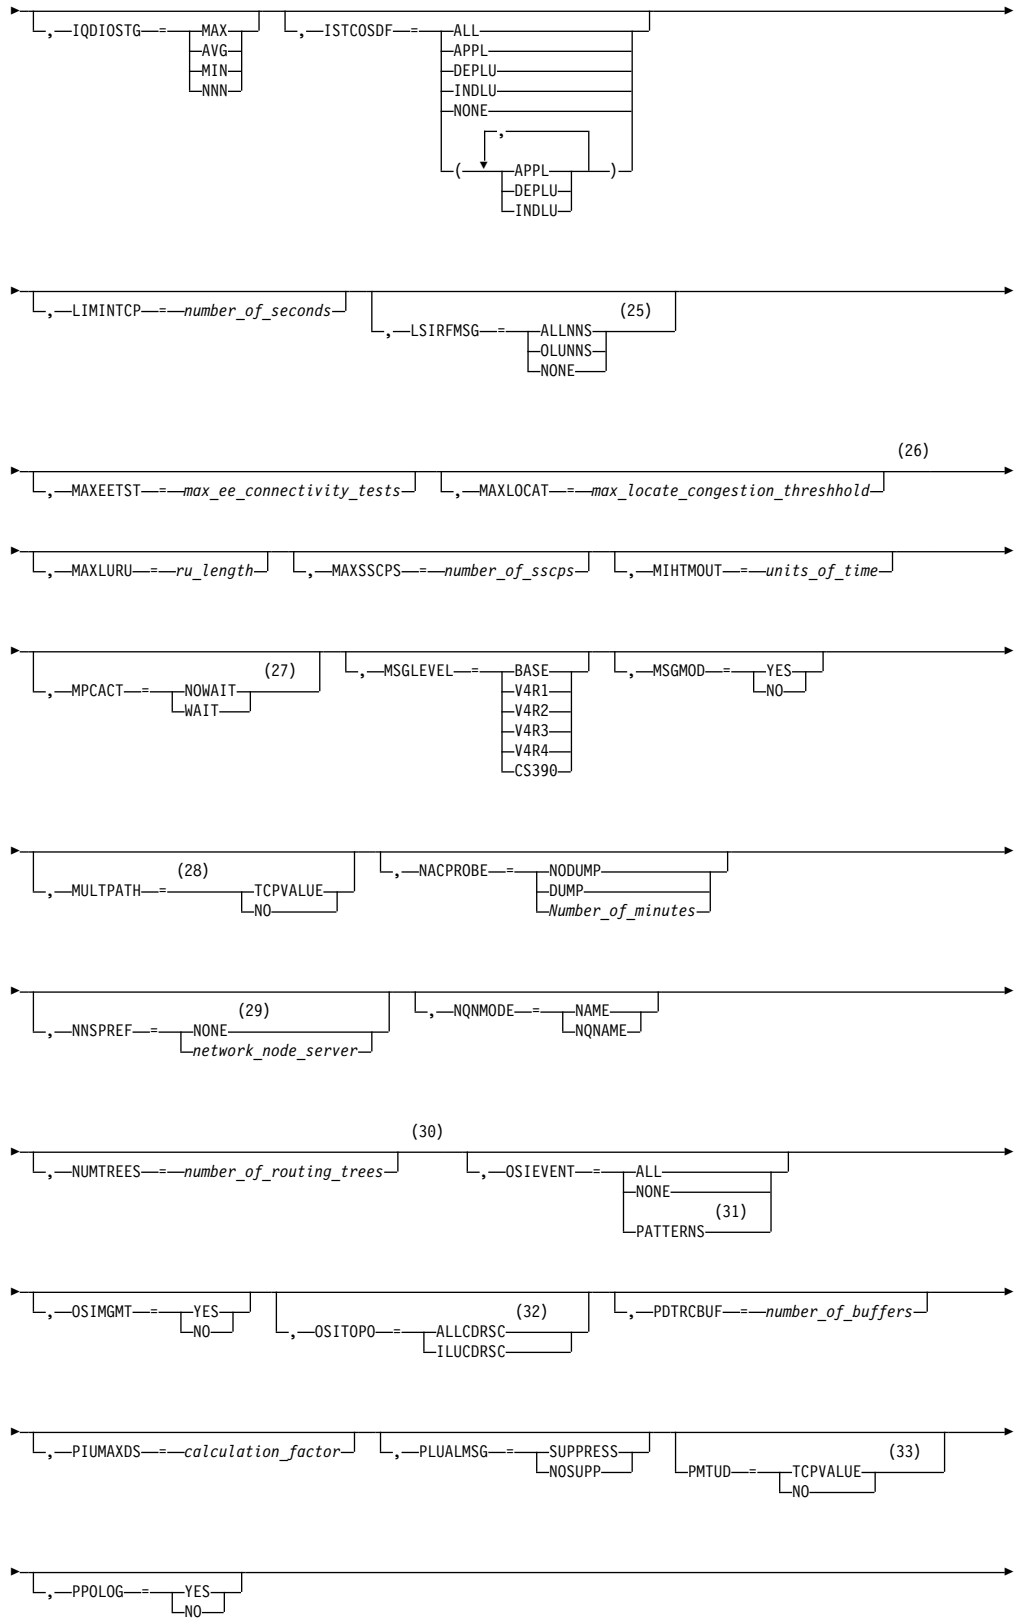 , IQDIOSTG = MAX
AVG
MIN
NNN
, ISTCOSDF = ALL
APPL
DEPLU
INDLU
NONE
,
( APPL )
DEPLU
INDLU
, LIMINTCP = number_of_seconds
(25)
, LSIRFMSG = ALLNNS
OLUNNS
NONE
(26)
, MAXEETST = max_ee_connectivity_tests , MAXLOCAT = max_locate_congestion_threshhold
, MAXLURU = ru_length , MAXSSCPS = number_of_sscps , MIHTMOUT = units_of_time
(27)
, MPCACT = NOWAIT
WAIT
, MSGLEVEL = BASE
V4R1
V4R2
V4R3
V4R4
CS390
, MSGMOD = YES
NO
(28)
, MULTPATH = TCPVALUE
NO
, NACPROBE = NODUMP
DUMP
Number_of_minutes
(29)
, NNSPREF = NONE
network_node_server
, NQNMODE = NAME
NQNAME
(30)
, NUMTREES = number_of_routing_trees
, OSIEVENT = ALL
NONE
(31)
PATTERNS
, OSIMGMT = YES
NO
(32)
, OSITOPO = ALLCDRSC
ILUCDRSC
, PDTRCBUF = number_of_buffers
, PIUMAXDS = calculation_factor
, PLUALMSG = SUPPRESS
NOSUPP
(33)
PMTUD = TCPVALUE
NO
, PPOLOG = YES
NO